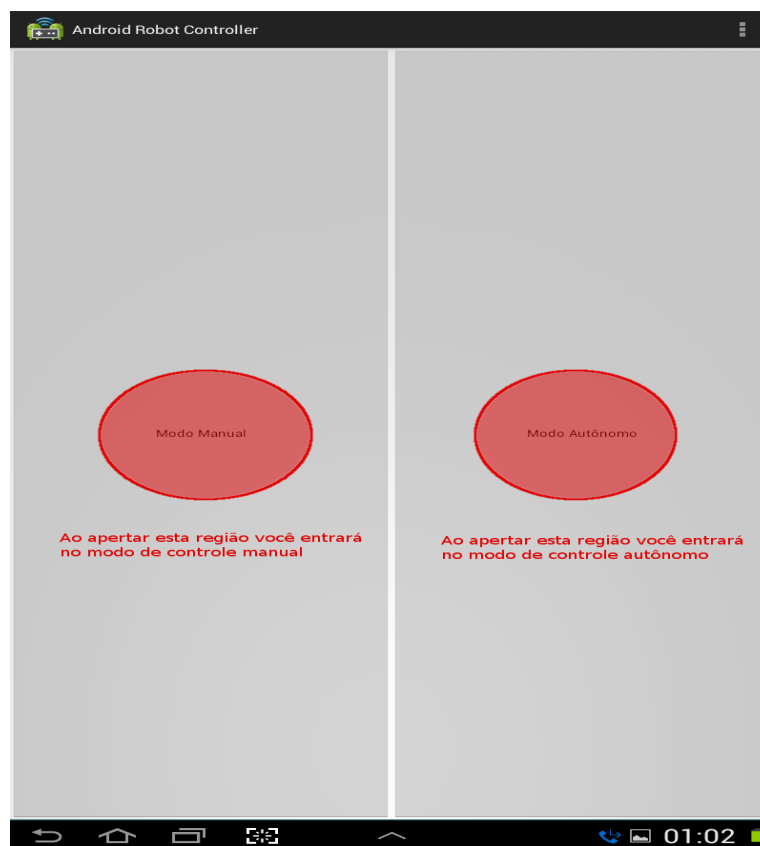 Android Robot Controller
Modo Manual
Ao apertar esta região você entrará
no modo de controle manual
Modo Autônomo
Ao apertar esta região você entrará
no modo de controle autônomo
01:02